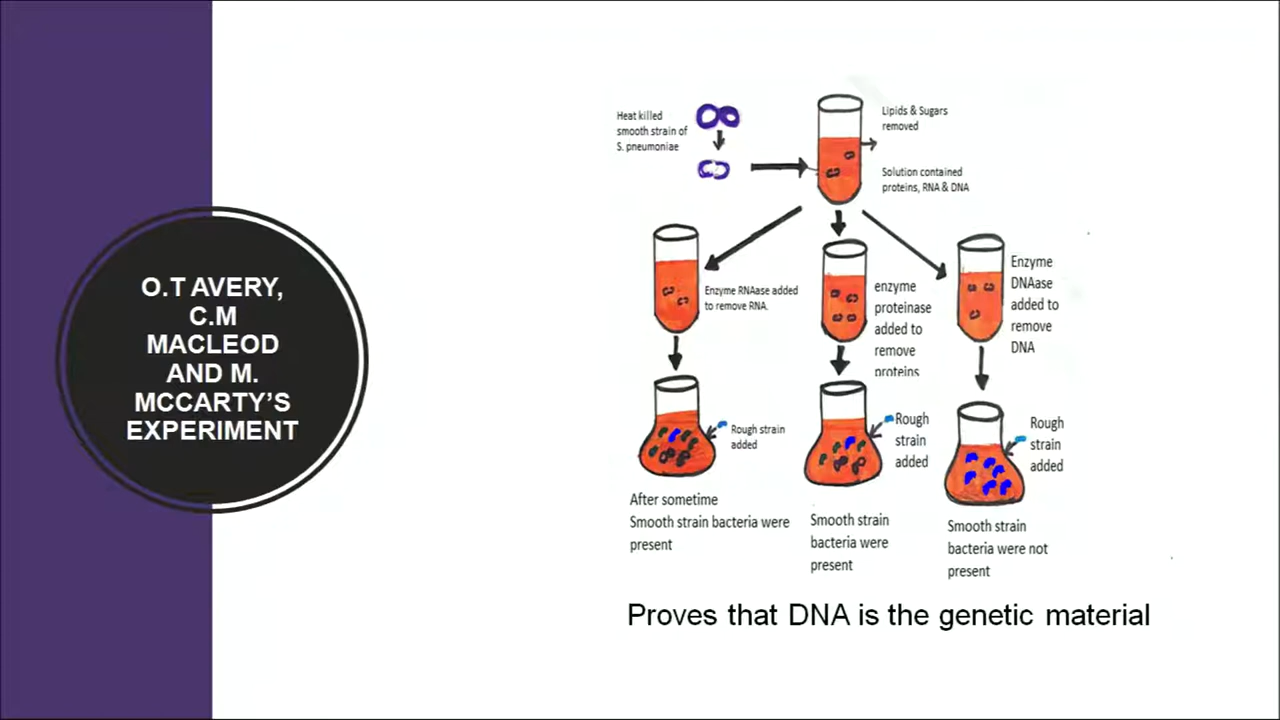 O.T AVERY,
C.M
MACLEOD
AND M.
MCCARTY’S
EXPERIMENT
Heat killed
smooth strain of
S. pneumoniae
Lipids & Sugars
removed
Solution contained
proteins, RNA & DNA
Enzyme RNAase added
to remove RNA.
enzyme
proteinase
added to
remove
proteins
Enzyme
DNAase
added to
remove
DNA
Rough strain
added
Rough
strain
added
Rough
strain
added
After sometime
Smooth strain bacteria were
present
Smooth strain
bacteria were
present
Smooth strain
bacteria were not
present
Proves that DNA is the genetic material